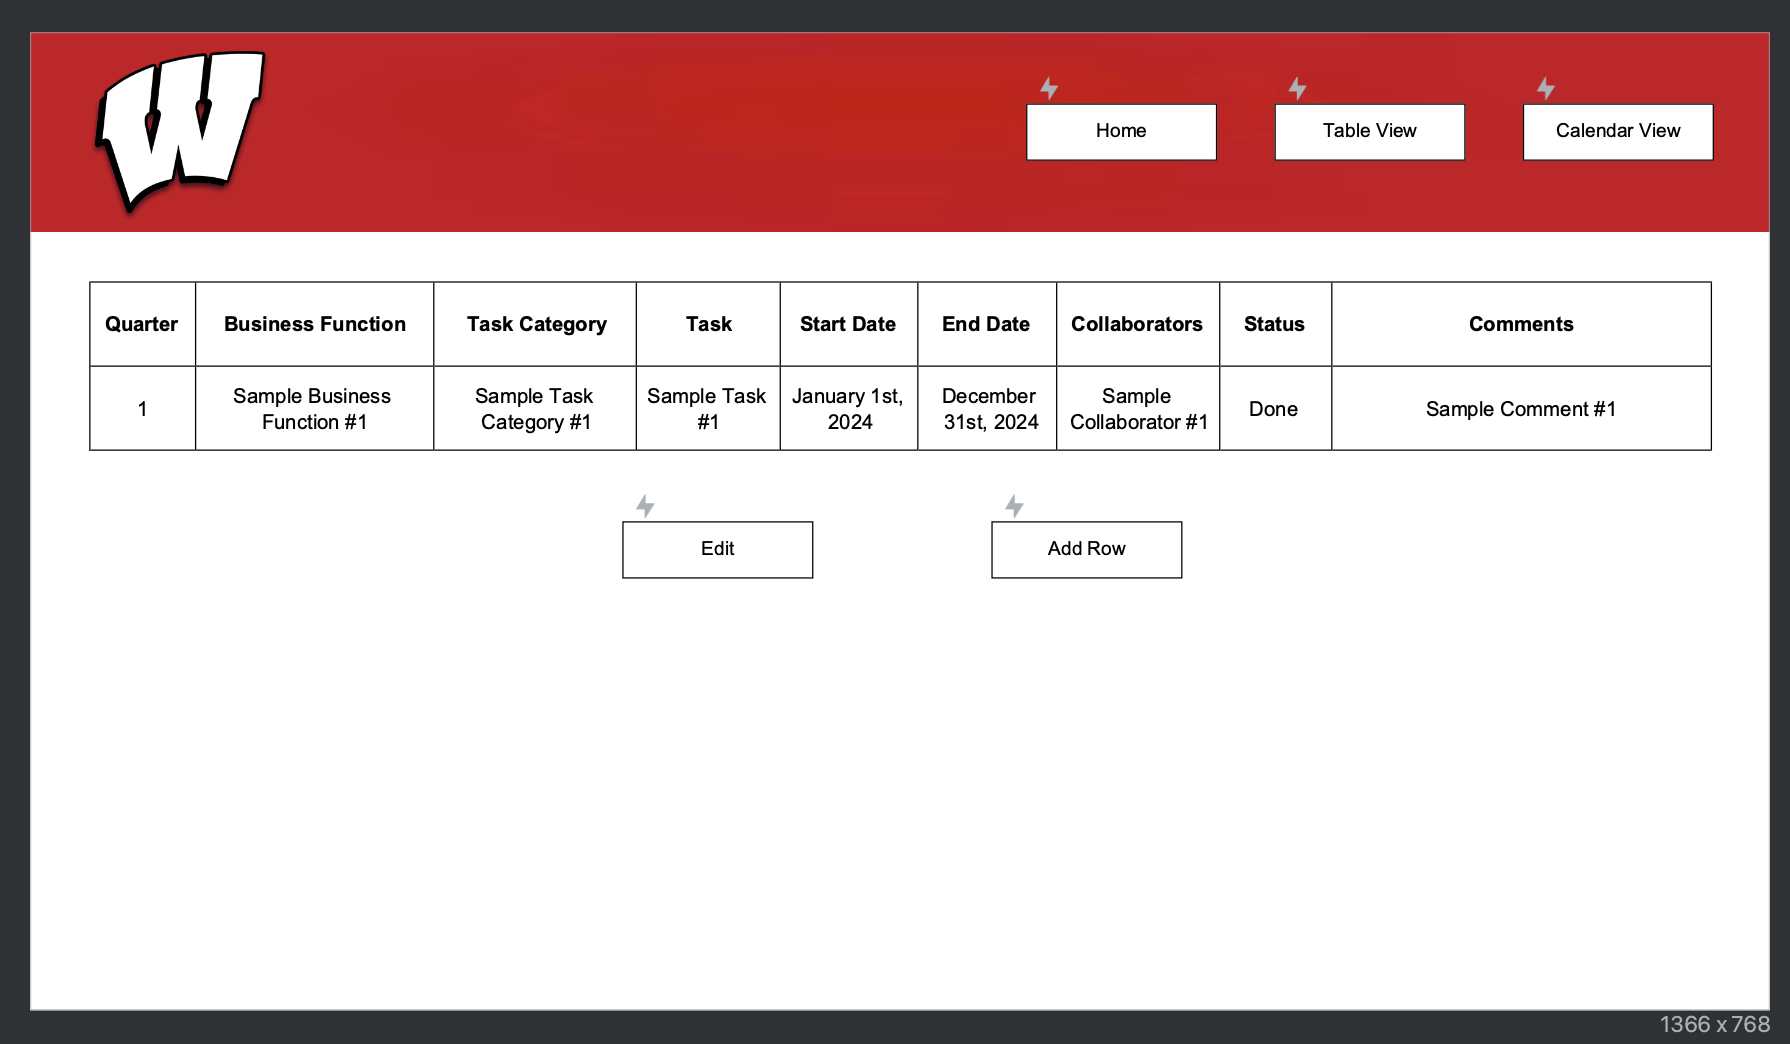 W
Home
Table View
Calendar View
Quarter
Business Function
Task Category
Task
Start Date
End Date
Collaborators
Status
Comments
1
Sample Business
Function #1
Sample Task
Category #1
Sample Task
#1
January 1st,
2024
December
31st, 2024
Sample
Collaborator #1
Done
Sample Comment #1
Edit
Add Row
1366 x 768